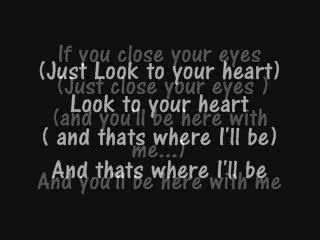 If you close your eyes
(Just Look to your heart)
(Just close your eyes )
Look to your heart
(and you'll be here with
( and thats where I'll be)
me...)
And thats where I'll be
And you'll be here with me